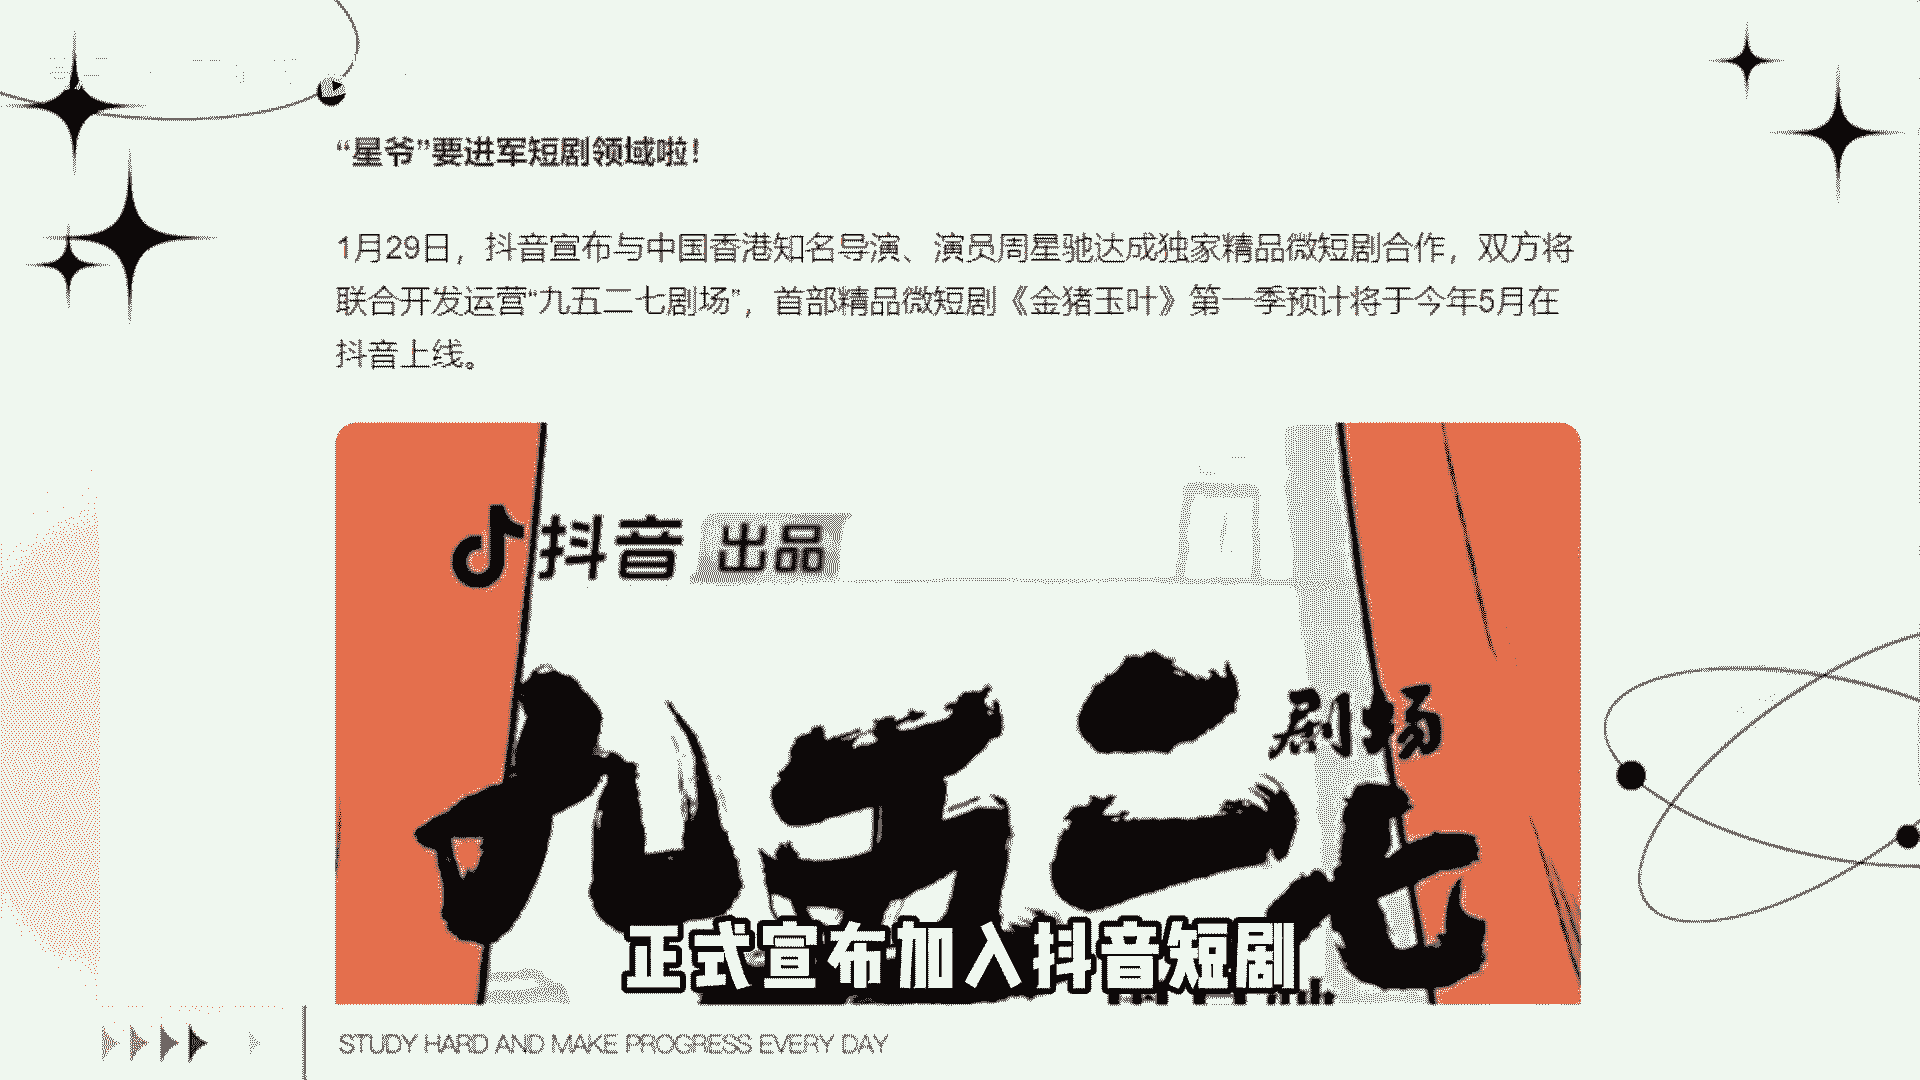 “星爷”要进军短剧领域啦！
1月29日，抖音宣布与中国香港知名导演、演员周星驰达成独家精品微短剧合作，双方将
联合开发运营“九五二七剧场”，首部精品微短剧《金猪玉叶》第一季预计将于今年5月在
抖音上线。
抖音 出品
九五二七
剧场
正式宣布加入抖音短剧
STUDY HARD AND MAKE PROGRESS EVERY DAY